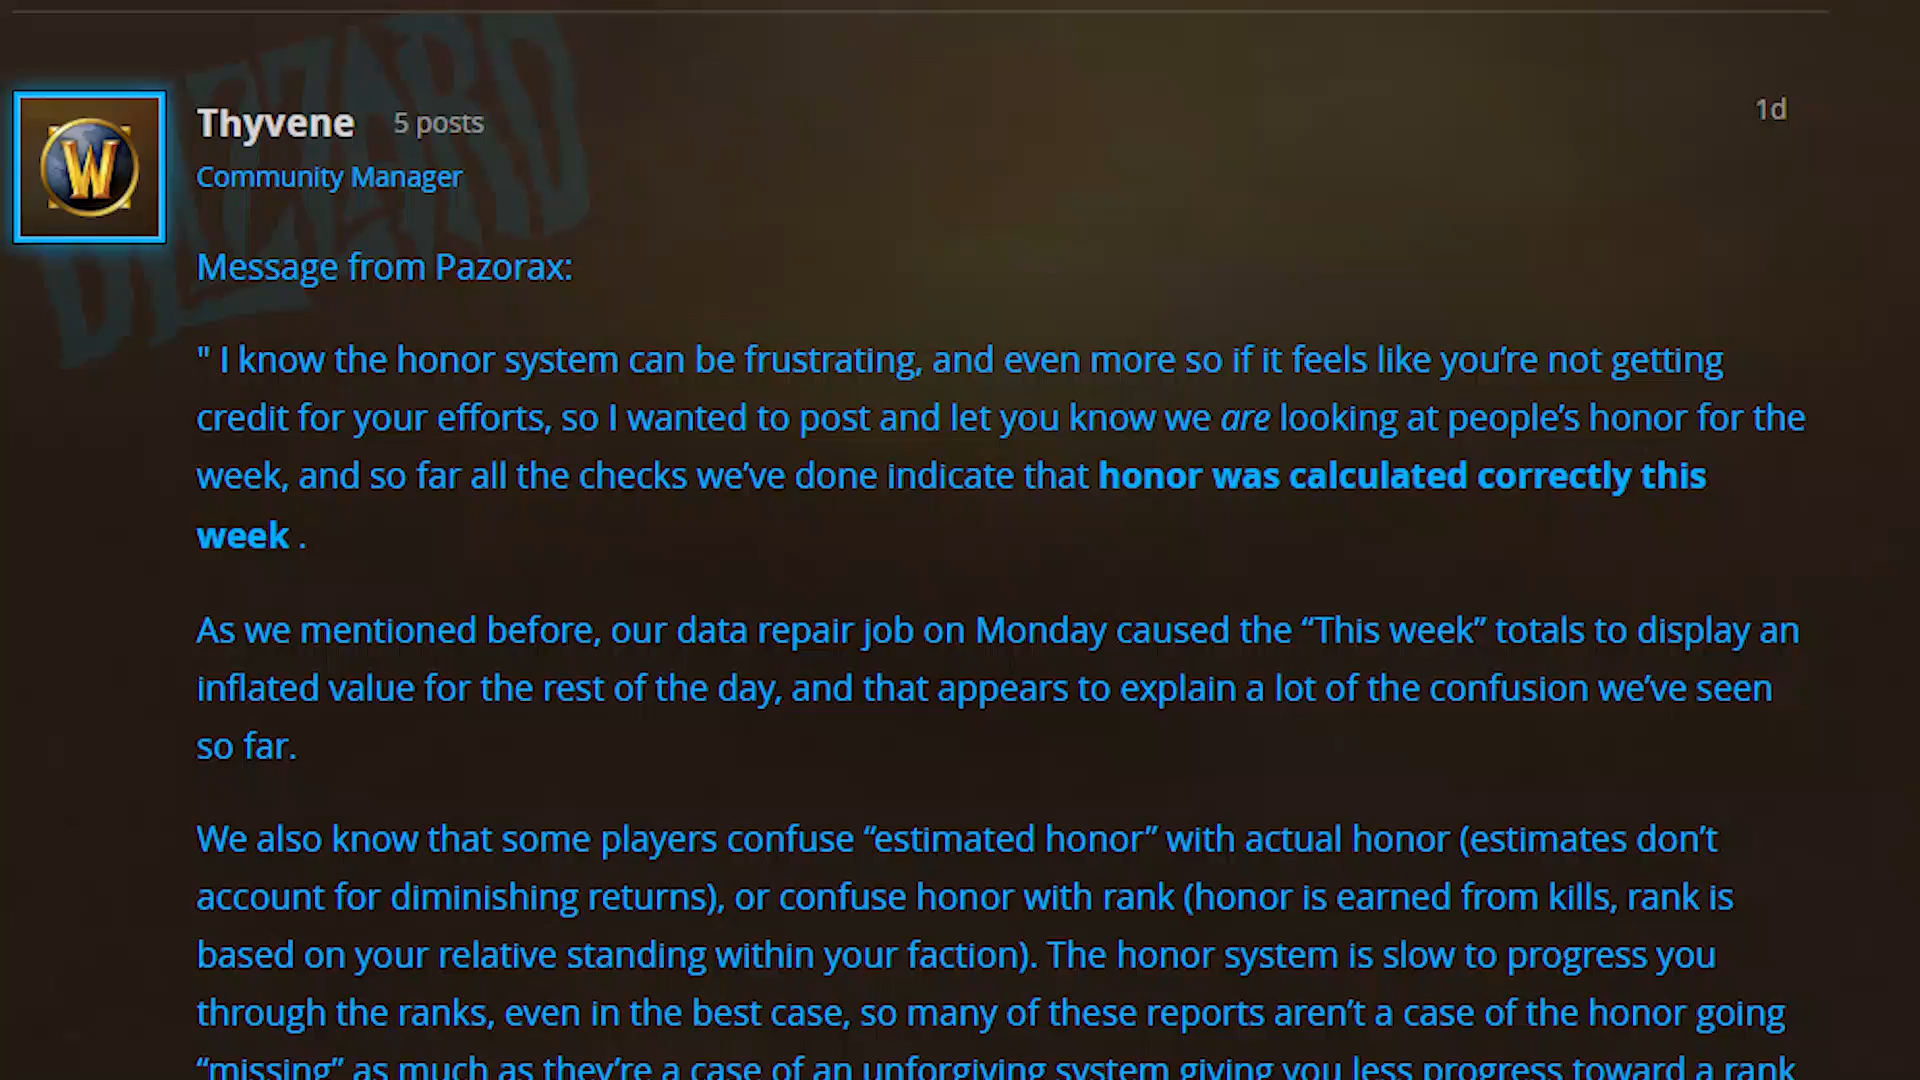 BLIZZARD
W
Thyvene 5 posts 1d
Community Manager
Message from Pazorax:
" I know the honor system can be frustrating, and even more so if it feels like you’re not getting
credit for your efforts, so I wanted to post and let you know we are looking at people’s honor for the
week, and so far all the checks we’ve done indicate that honor was calculated correctly this
week .
As we mentioned before, our data repair job on Monday caused the “This week” totals to display an
inflated value for the rest of the day, and that appears to explain a lot of the confusion we’ve seen
so far.
We also know that some players confuse “estimated honor” with actual honor (estimates don’t
account for diminishing returns), or confuse honor with rank (honor is earned from kills, rank is
based on your relative standing within your faction). The honor system is slow to progress you
through the ranks, even in the best case, so many of these reports aren’t a case of the honor going
“missing” as much as they’re a case of an unforgiving system giving you less progress toward a rank